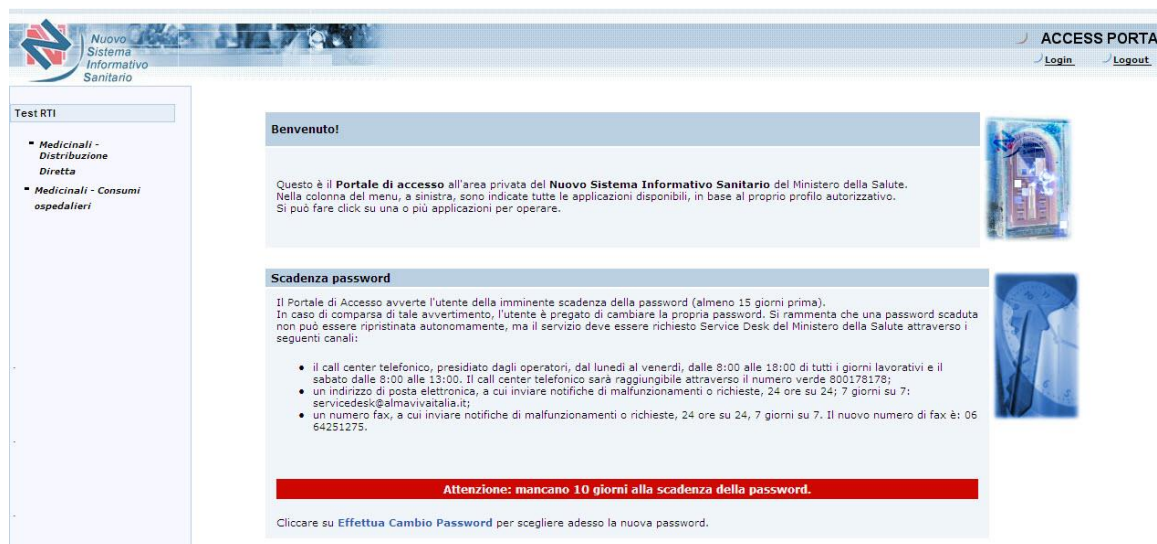 Nuovo
Sistema
Informativo
Sanitario
ACCESS PORTA
Login
Logout
Test RTI
Medicinali -
Distribuzione
Diretta
Medicinali - Consumi
ospedalieri
Benvenuto!
Questo è il Portale di accesso all'area privata del Nuovo Sistema Informativo Sanitario del Ministero della Salute.
Nella colonna del menu, a sinistra, sono indicate tutte le applicazioni disponibili, in base al proprio profilo autorizzativo.
Si può fare click su una o più applicazioni per operare.
Scadenza password
Il Portale di Accesso avverte l'utente della imminente scadenza della password (almeno 15 giorni prima).
In caso di comparsa di tale avvertimento, l'utente è pregato di cambiare la propria password. Si rammenta che una password scaduta
non può essere ripristinata autonomamente, ma il servizio deve essere richiesto Service Desk del Ministero della Salute attraverso i
seguenti canali:
• il call center telefonico, presidiato dagli operatori, dal lunedì al venerdì, dalle 8:00 alle 18:00 di tutti i giorni lavorativi e il
sabato dalle 8:00 alle 13:00. Il call center telefonico sarà raggiungibile attraverso il numero verde 800178178;
• un indirizzo di posta elettronica, a cui inviare notifiche di malfunzionamenti o richieste, 24 ore su 24; 7 giorni su 7:
servicedesk@almavivaitalia.it;
• un numero fax, a cui inviare notifiche di malfunzionamenti o richieste, 24 ore su 24, 7 giorni su 7. Il nuovo numero di fax è: 06
64251275.
Attenzione: mancano 10 giorni alla scadenza della password.
Cliccare su Effettua Cambio Password per scegliere adesso la nuova password.